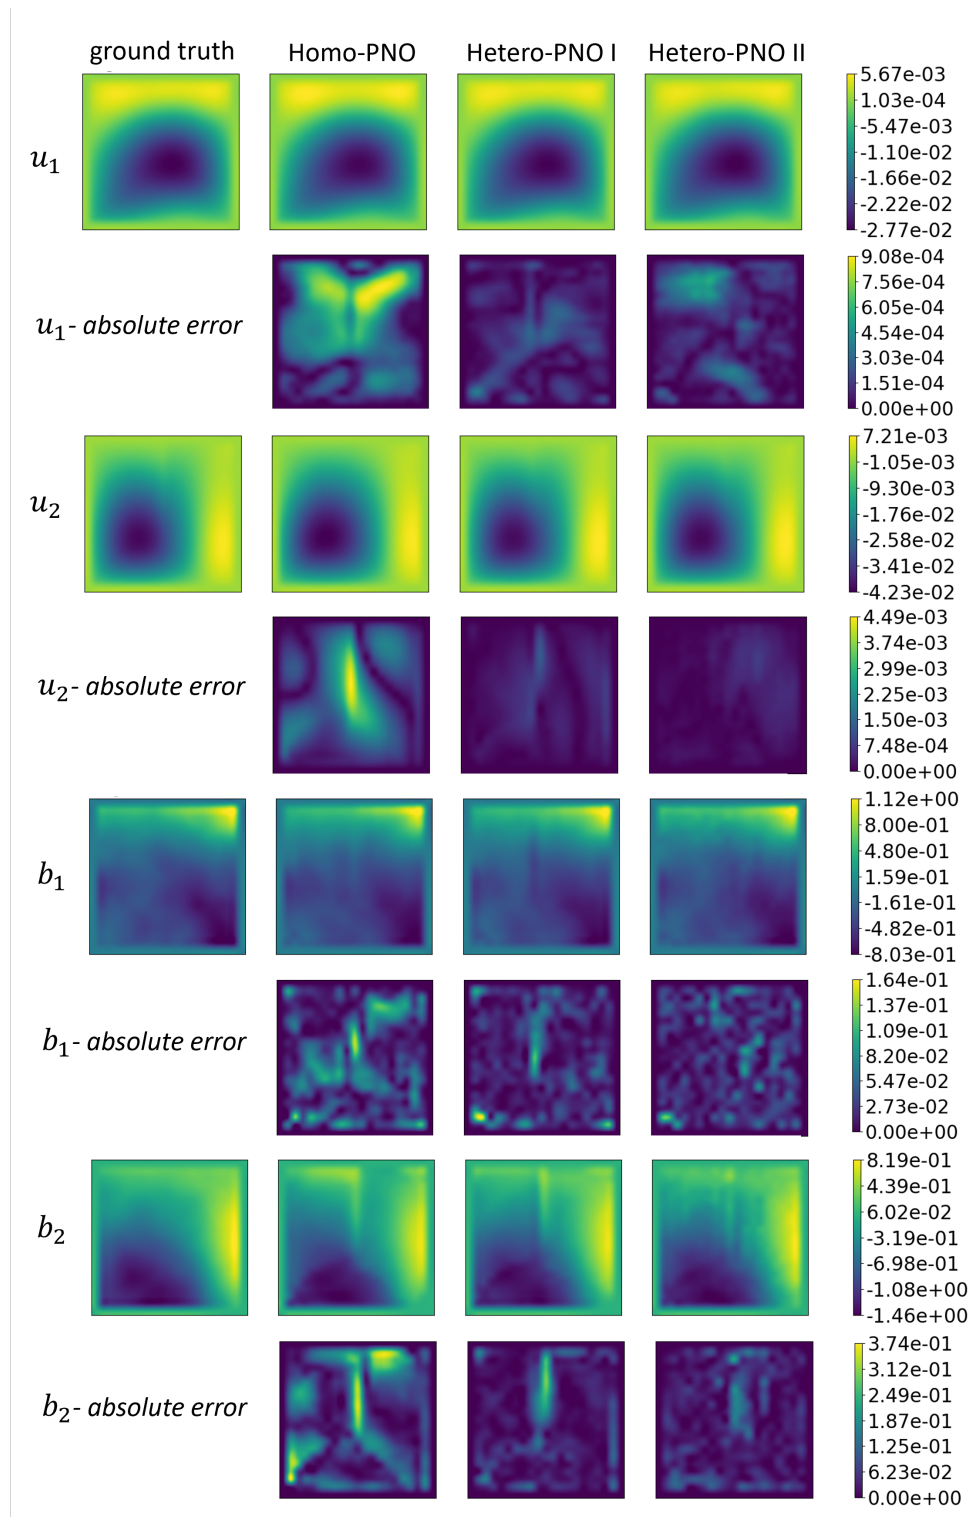 ground truth Homo-PNO Hetero-PNO I Hetero-PNO II
u₁
5.67e-03
1.03e-04
-5.47e-03
-1.10e-02
-1.66e-02
-2.22e-02
-2.77e-02
u₁- absolute error
9.08e-04
7.56e-04
6.05e-04
4.54e-04
3.03e-04
1.51e-04
0.00e+00
u₂
7.21e-03
-1.05e-03
-9.30e-03
-1.76e-02
-2.58e-02
-3.41e-02
-4.23e-02
u₂- absolute error
4.49e-03
3.74e-03
2.99e-03
2.25e-03
1.50e-03
7.48e-04
0.00e+00
b₁
1.12e+00
8.00e-01
4.80e-01
1.59e-01
-1.61e-01
-4.82e-01
-8.03e-01
b₁- absolute error
1.64e-01
1.37e-01
1.09e-01
8.20e-02
5.47e-02
2.73e-02
0.00e+00
b₂
8.19e-01
4.39e-01
6.02e-02
-3.19e-01
-6.98e-01
-1.08e+00
-1.46e+00
b₂- absolute error
3.74e-01
3.12e-01
2.49e-01
1.87e-01
1.25e-01
6.23e-02
0.00e+00